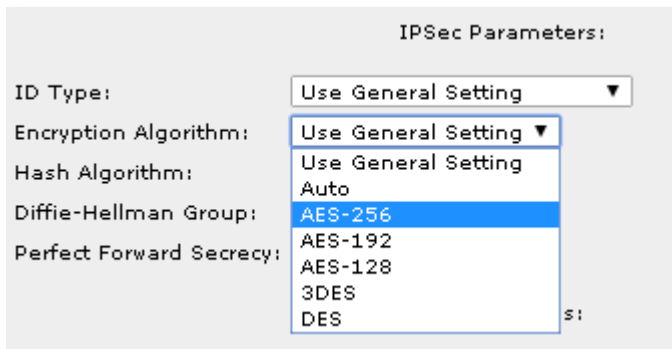 IPSec Parameters:
ID Type: Use General Setting
Encryption Algorithm: Use General Setting
Use General Setting
Hash Algorithm:
Auto
Diffie-Hellman Group:
AES-256
AES-192
Perfect Forward Secrecy:
AES-128
3DES
DES
s: